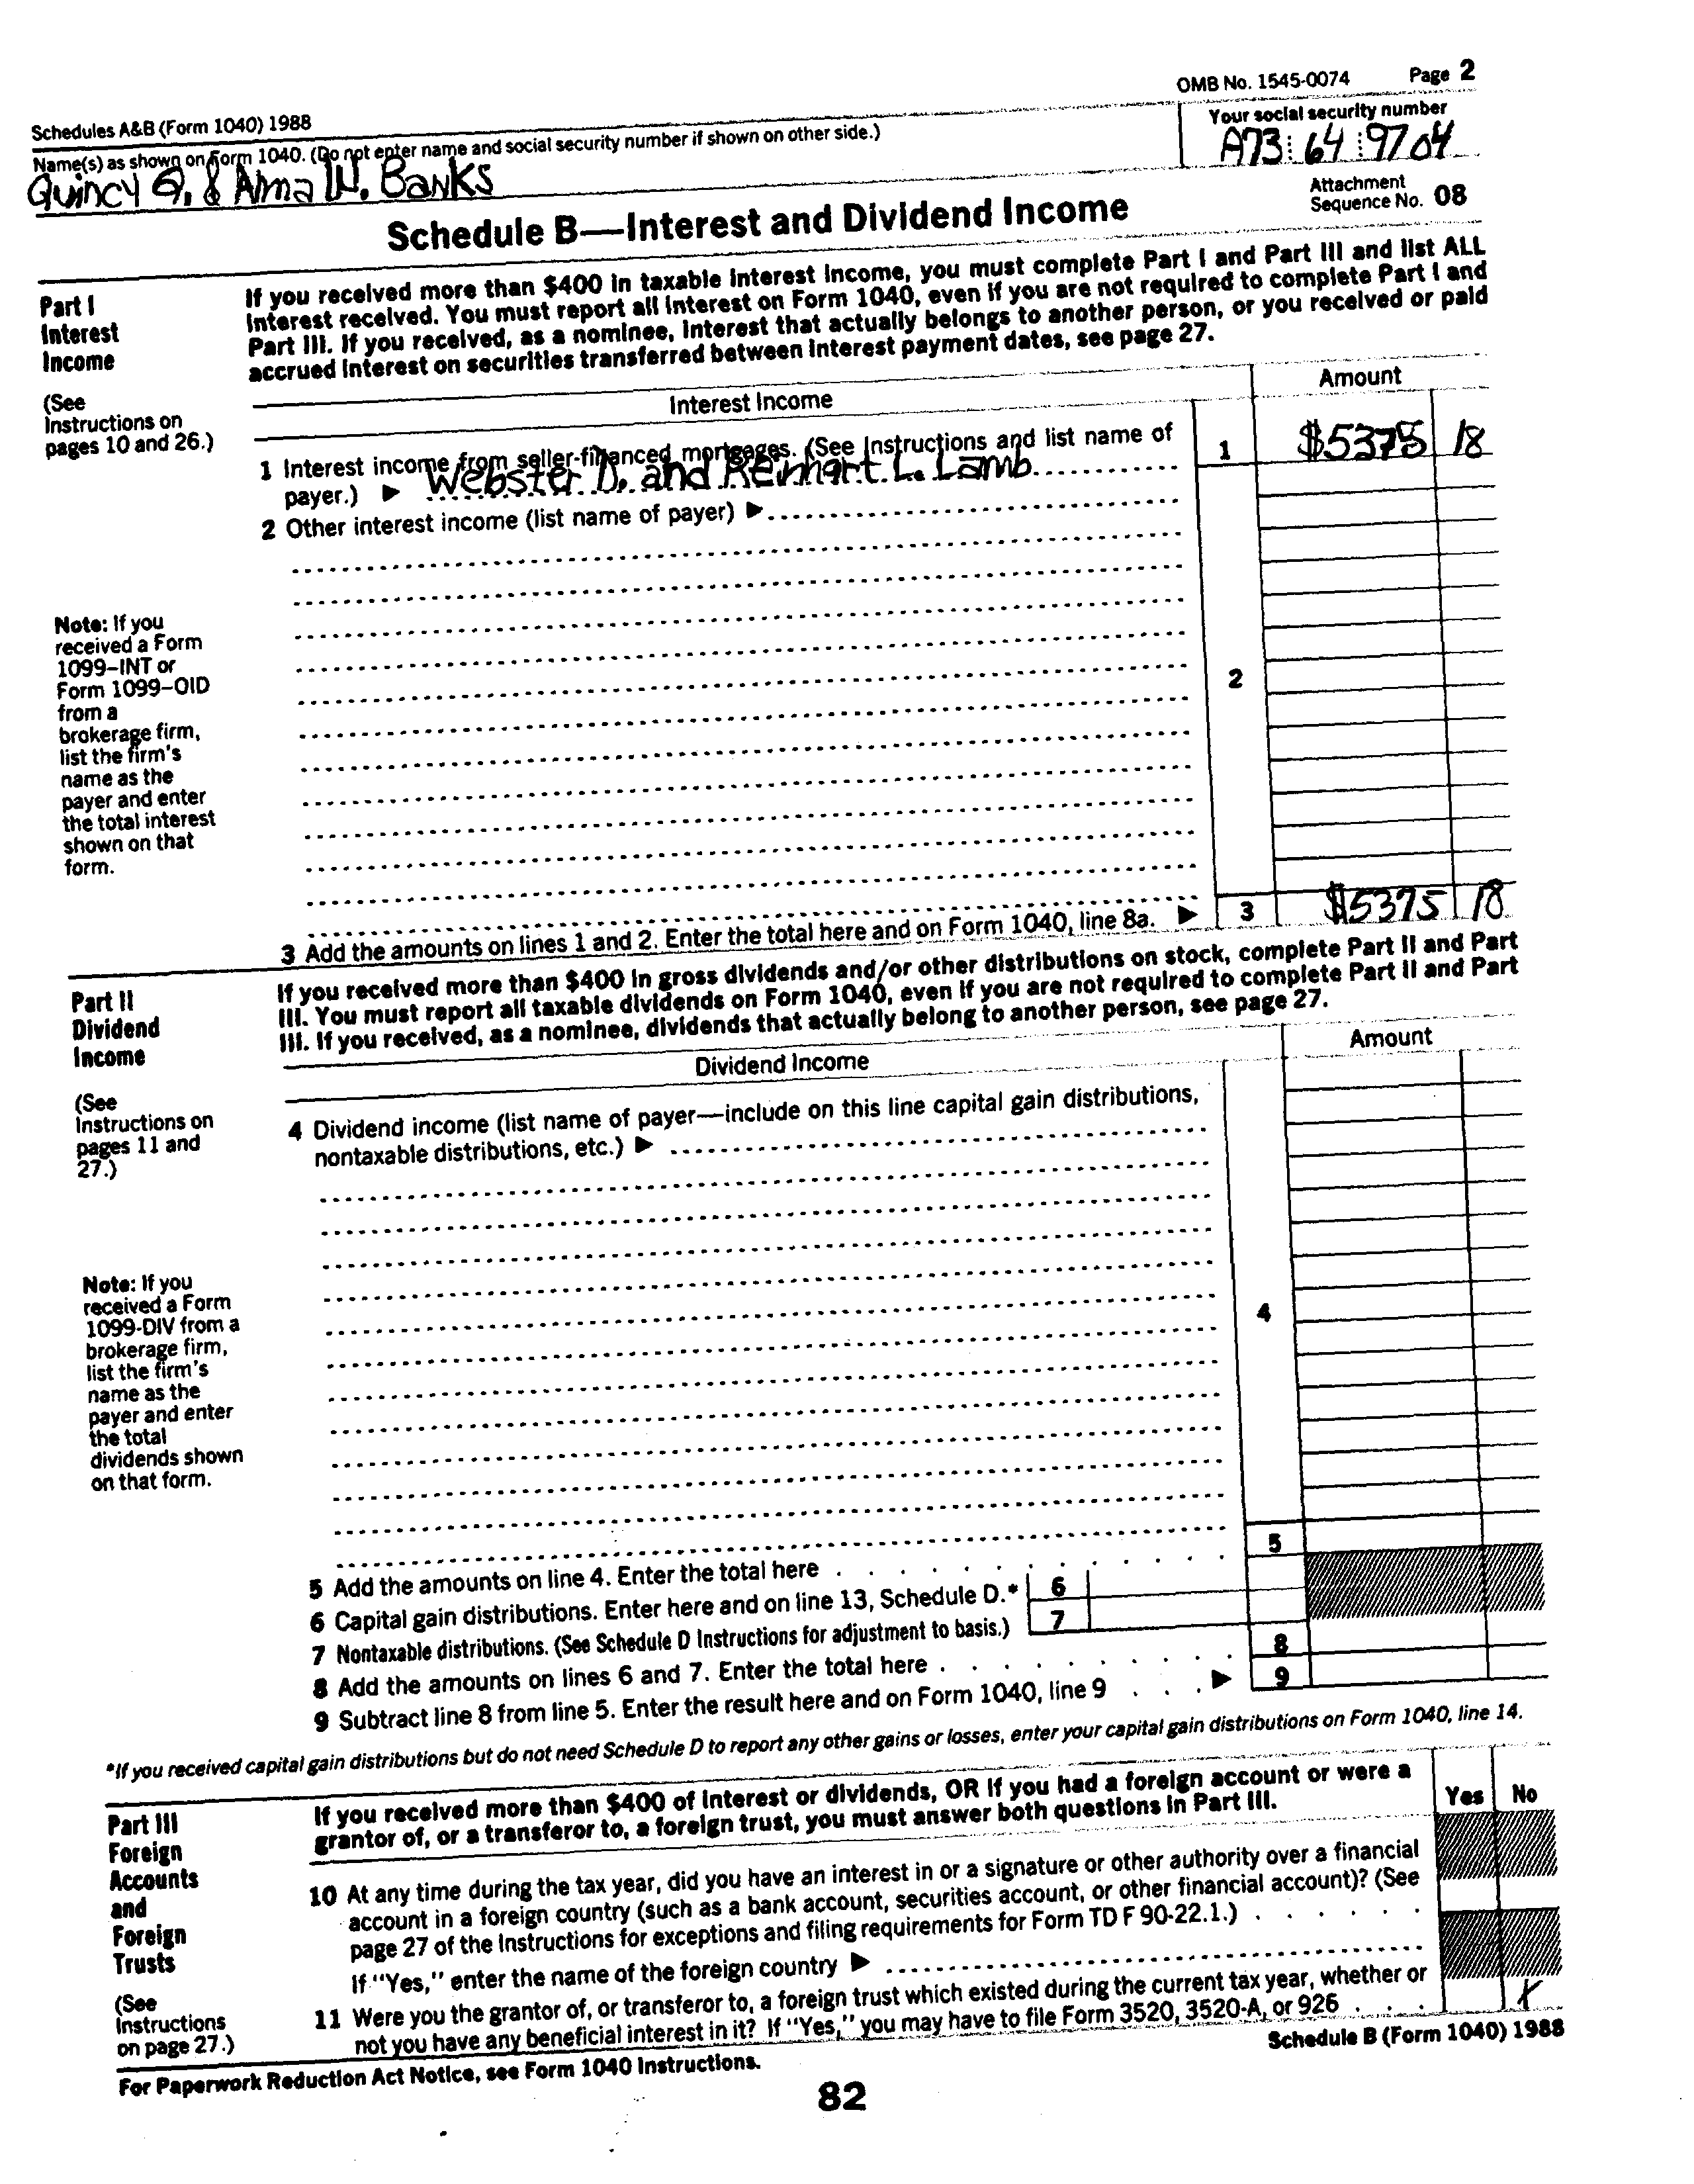 OMB No. 1545-0074 Page 2
Schedules A&B (Form 1040) 1988
Name(s) as shown on Form 1040. (Do not enter name and social security number if shown on other side.)
Your social security number
Quincy Q. & Alma W. Banks
A73 64 9704
Attachment
Sequence No. 08
Schedule B—Interest and Dividend Income
Part I
Interest
Income
(See
Instructions on
pages 10 and 26.)
If you received more than $400 in taxable interest income, you must complete Part I and Part III and list ALL
interest received. You must report all interest on Form 1040, even if you are not required to complete Part I and
Part III. If you received, as a nominee, interest that actually belongs to another person, or you received or paid
accrued interest on securities transferred between interest payment dates, see page 27.
Interest Income
Amount
1 Interest income from seller-financed mortgages. (See Instructions and list name of
payer.) ▶ Webster D. and Reinhart L. Lamb
1 $5375 18
2 Other interest income (list name of payer) ▶
2
Note: If you
received a Form
1099–INT or
Form 1099–OID
from a
brokerage firm,
list the firm's
name as the
payer and enter
the total interest
shown on that
form.
3 Add the amounts on lines 1 and 2. Enter the total here and on Form 1040, line 8a. ▶ 3 $5375 18
Part II
Dividend
Income
(See
Instructions on
pages 11 and
27.)
If you received more than $400 in gross dividends and/or other distributions on stock, complete Part II and Part
III. You must report all taxable dividends on Form 1040, even if you are not required to complete Part II and Part
III. If you received, as a nominee, dividends that actually belong to another person, see page 27.
Dividend Income
Amount
4 Dividend income (list name of payer—include on this line capital gain distributions,
nontaxable distributions, etc.) ▶
4
Note: If you
received a Form
1099-DIV from a
brokerage firm,
list the firm's
name as the
payer and enter
the total
dividends shown
on that form.
5 Add the amounts on line 4. Enter the total here . . . 5
6 Capital gain distributions. Enter here and on line 13, Schedule D.* 6
7 Nontaxable distributions. (See Schedule D Instructions for adjustment to basis.) 7
8 Add the amounts on lines 6 and 7. Enter the total here . . . 8
9 Subtract line 8 from line 5. Enter the result here and on Form 1040, line 9 . . . ▶ 9
*If you received capital gain distributions but do not need Schedule D to report any other gains or losses, enter your capital gain distributions on Form 1040, line 14.
Part III
Foreign
Accounts
and
Foreign
Trusts
(See
Instructions
on page 27.)
If you received more than $400 of interest or dividends, OR if you had a foreign account or were a
grantor of, or a transferor to, a foreign trust, you must answer both questions in Part III.
Yes No
10 At any time during the tax year, did you have an interest in or a signature or other authority over a financial
account in a foreign country (such as a bank account, securities account, or other financial account)? (See
page 27 of the Instructions for exceptions and filing requirements for Form TD F 90-22.1.)
If "Yes," enter the name of the foreign country ▶
11 Were you the grantor of, or transferor to, a foreign trust which existed during the current tax year, whether or
not you have any beneficial interest in it? If "Yes," you may have to file Form 3520, 3520-A, or 926 . . . X
For Paperwork Reduction Act Notice, see Form 1040 Instructions.
Schedule B (Form 1040) 1988
82